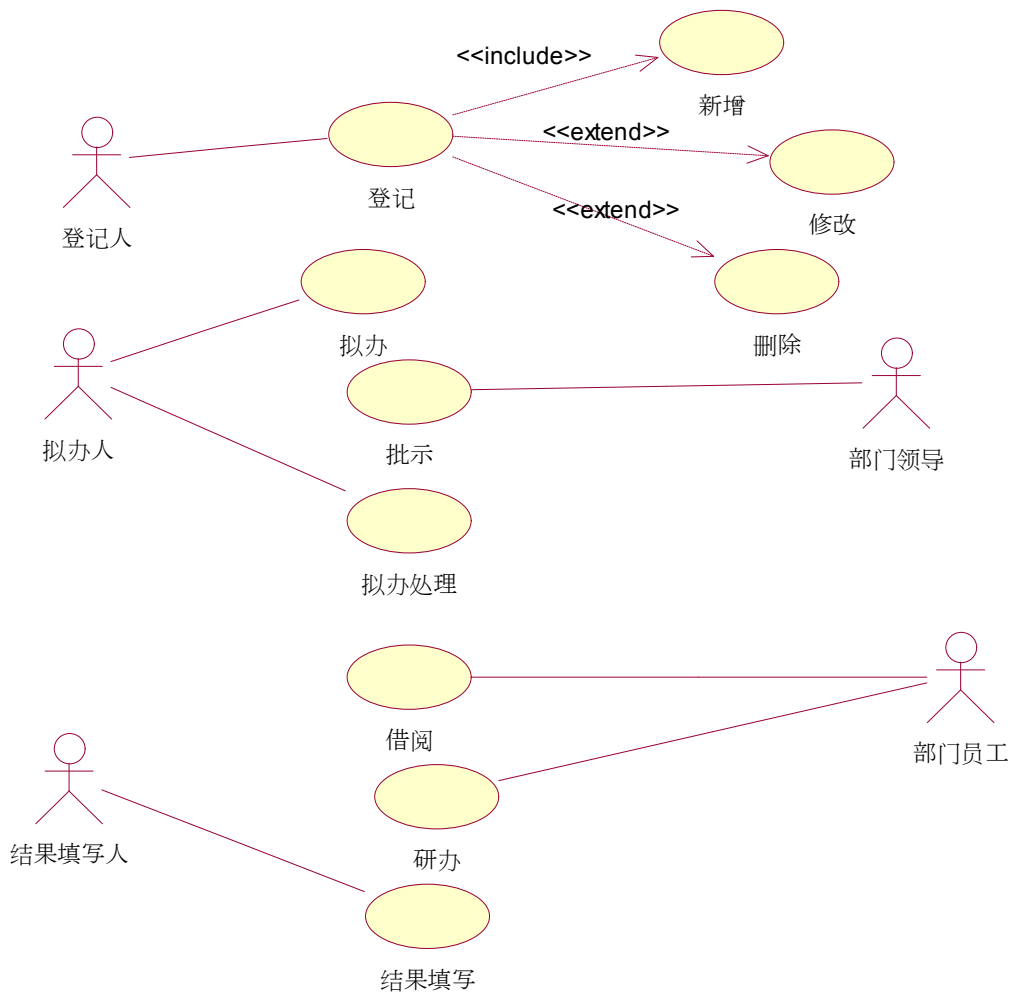 <<include>>
新增
<<extend>>
登记
修改
登记人
<<extend>>
拟办
删除
拟办人
批示
部门领导
拟办处理
借阅
部门员工
结果填写人
研办
结果填写